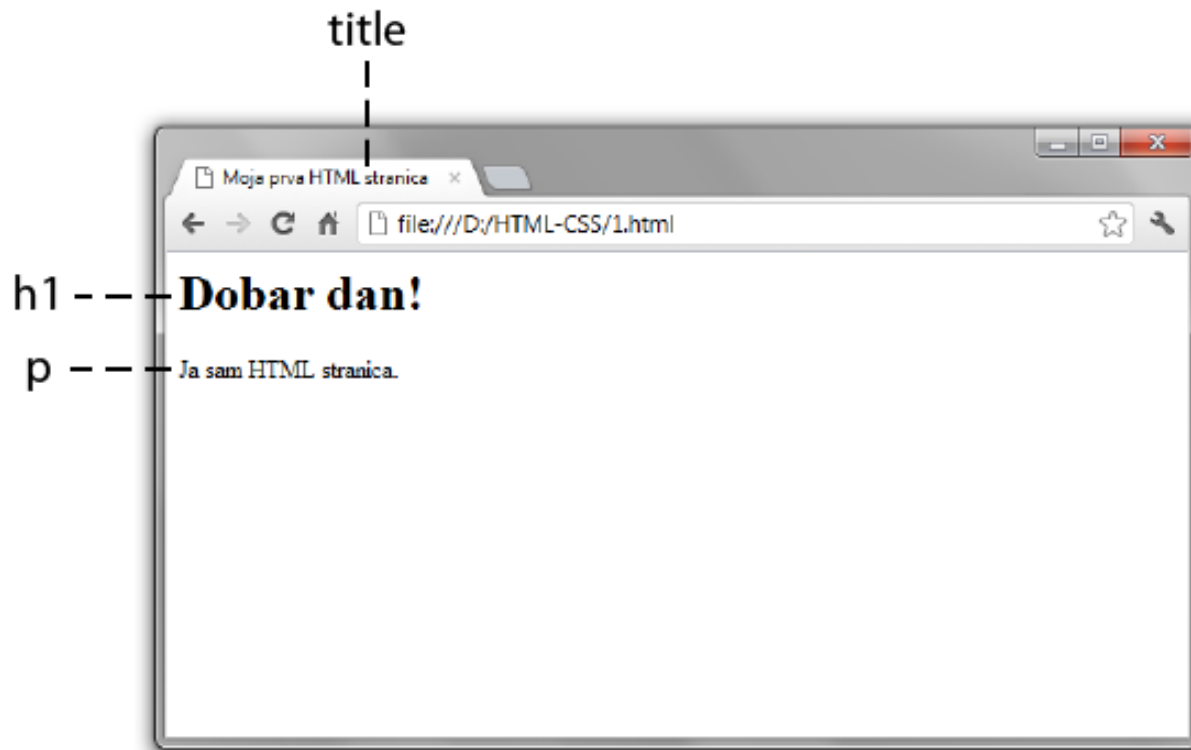 title
Moja prva HTML stranica
file:///D:/HTML-CSS/1.html
h1
Dobar dan!
p
Ja sam HTML stranica.